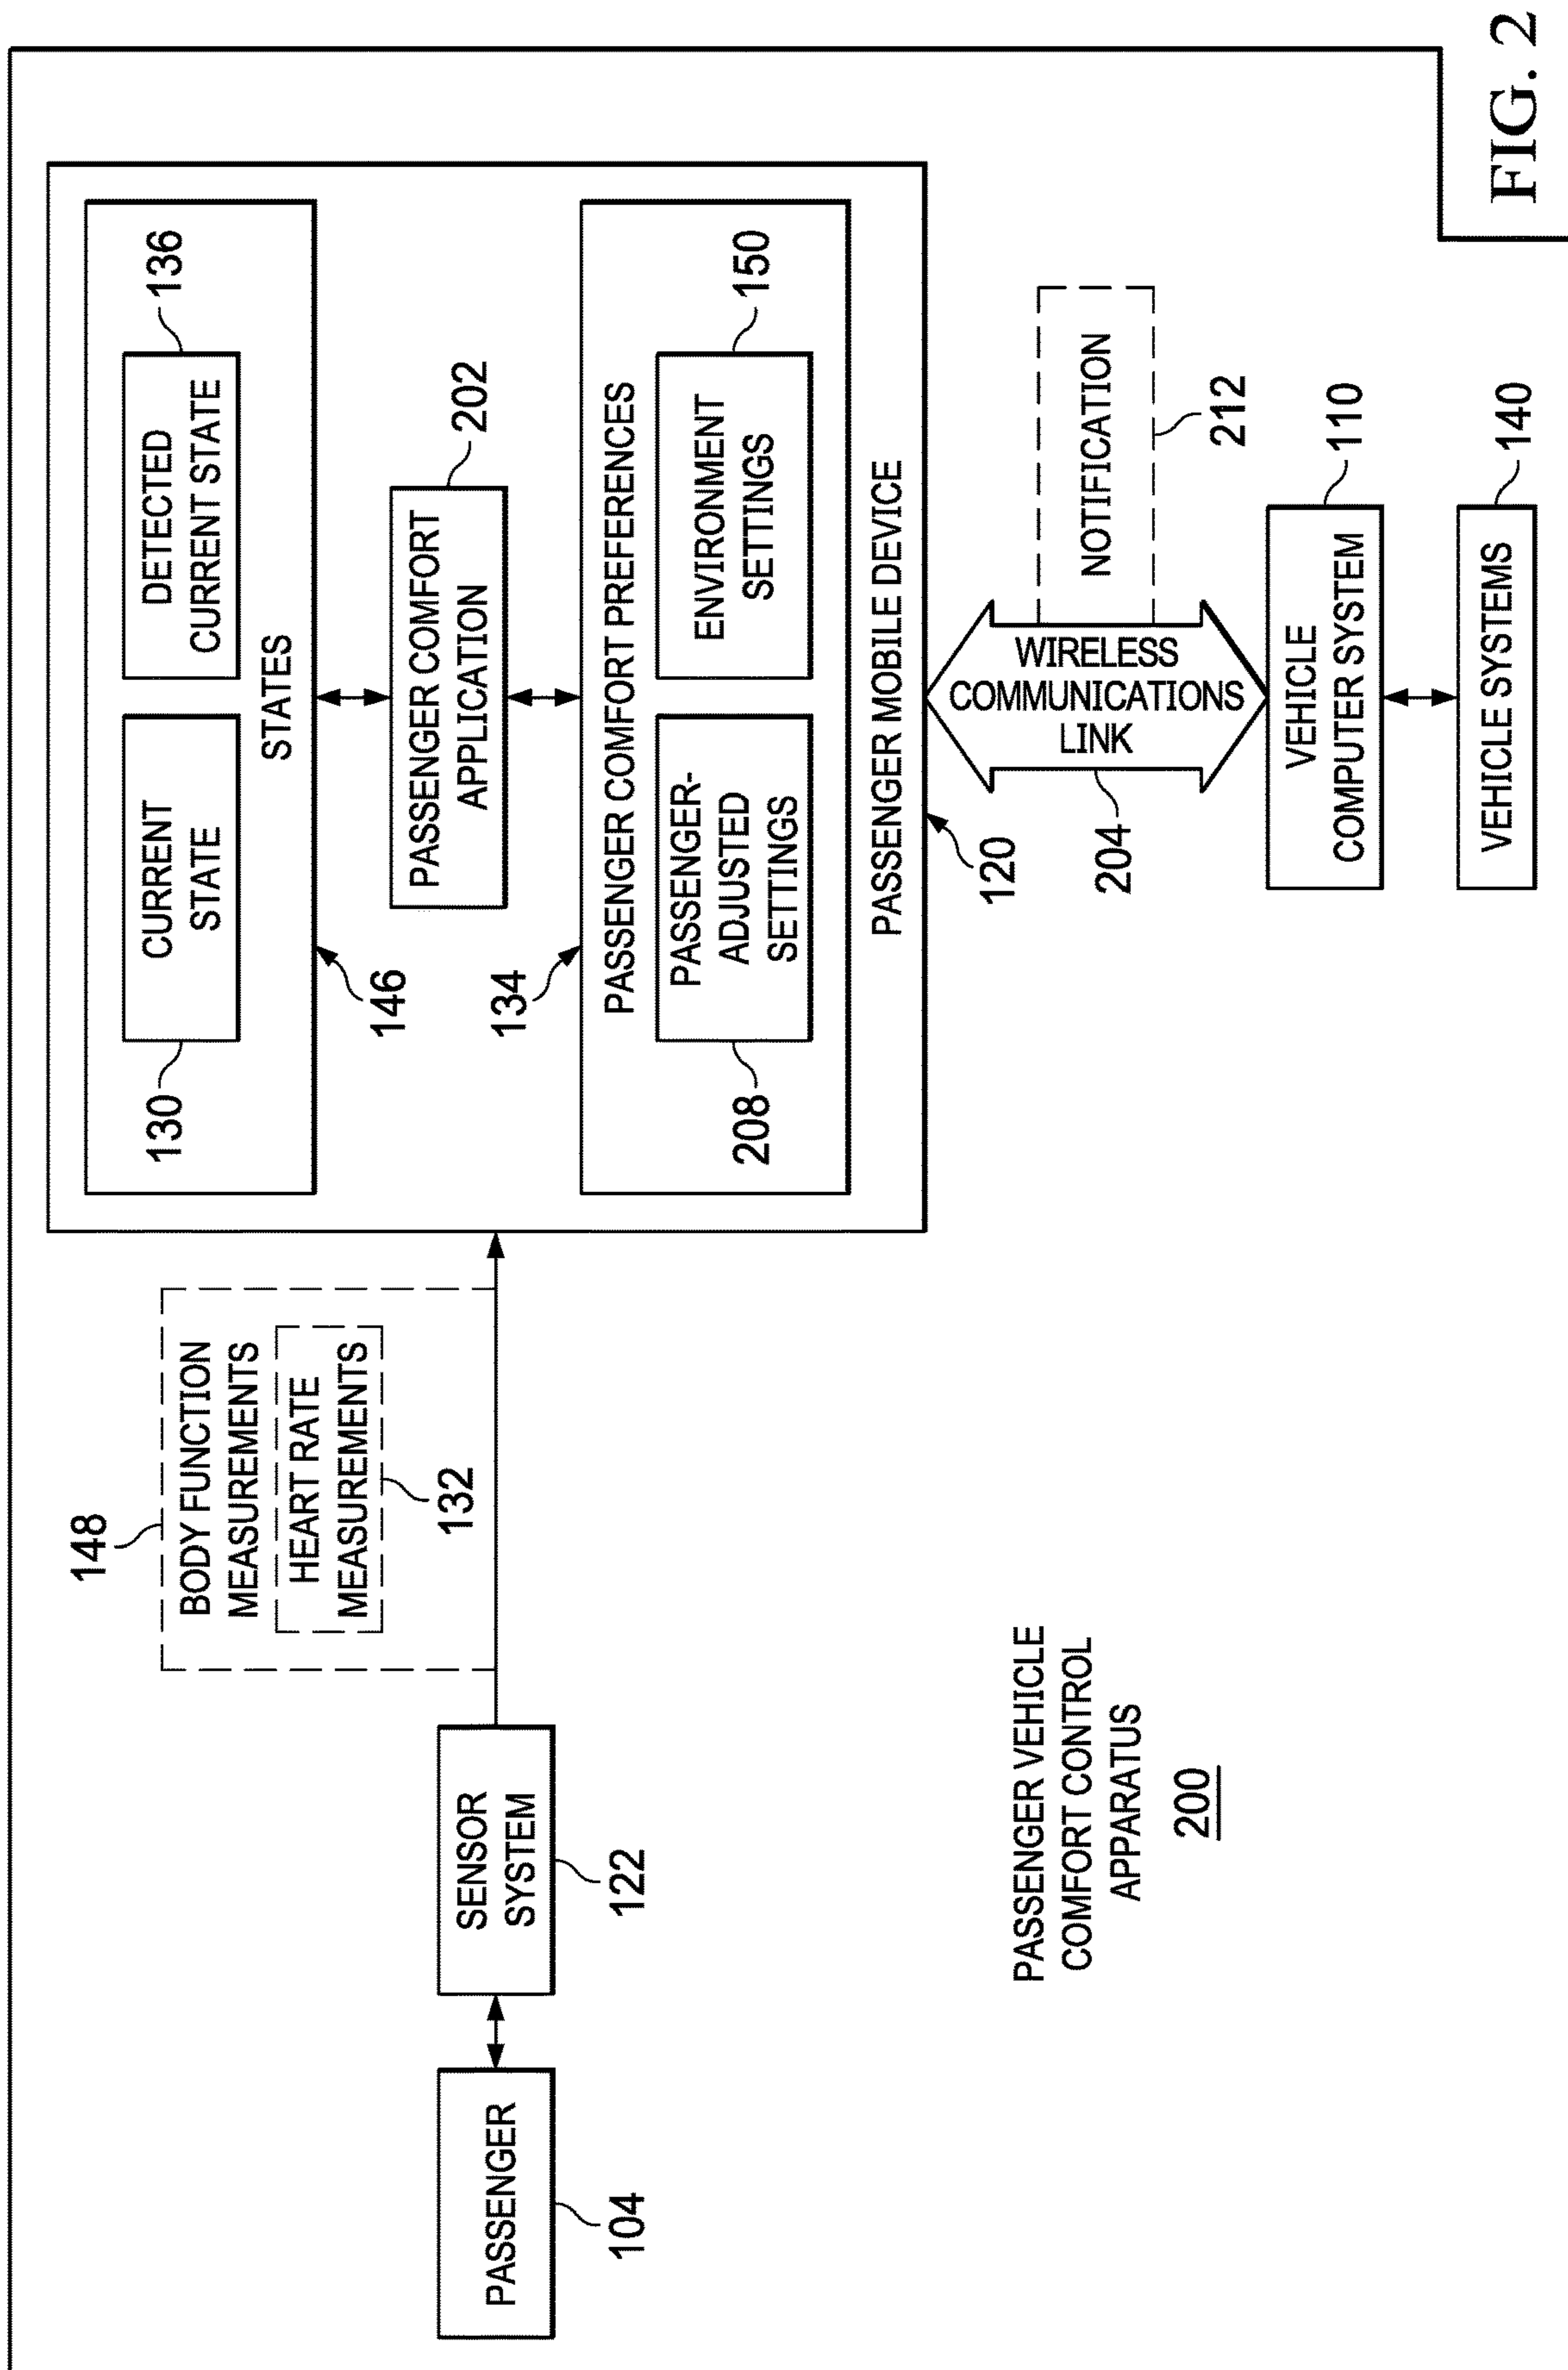 148
BODY FUNCTION
MEASUREMENTS
HEART RATE
MEASUREMENTS
132
PASSENGER
104
SENSOR
SYSTEM
122
130
CURRENT
STATE
DETECTED
CURRENT STATE
136
STATES
146
PASSENGER COMFORT
APPLICATION
202
134
PASSENGER COMFORT PREFERENCES
208
PASSENGER-
ADJUSTED
SETTINGS
ENVIRONMENT
SETTINGS
150
PASSENGER MOBILE DEVICE
120
WIRELESS
COMMUNICATIONS
LINK
204
NOTIFICATION
212
VEHICLE
COMPUTER SYSTEM
110
VEHICLE SYSTEMS
140
PASSENGER VEHICLE
COMFORT CONTROL
APPARATUS
200
FIG. 2